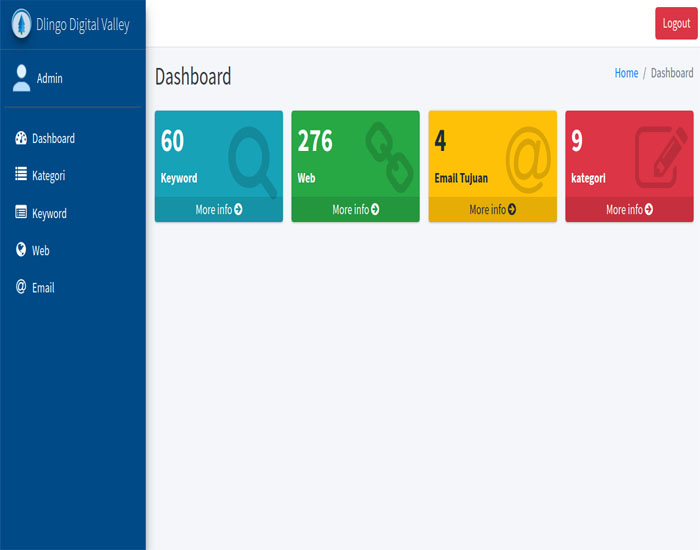 Dlingo Digital Valley
Logout
Admin
Dashboard
Home / Dashboard
Dashboard
Kategori
Keyword
Web
Email
60
Keyword
More info
276
Web
More info
4
Email Tujuan
More info
9
kategori
More info